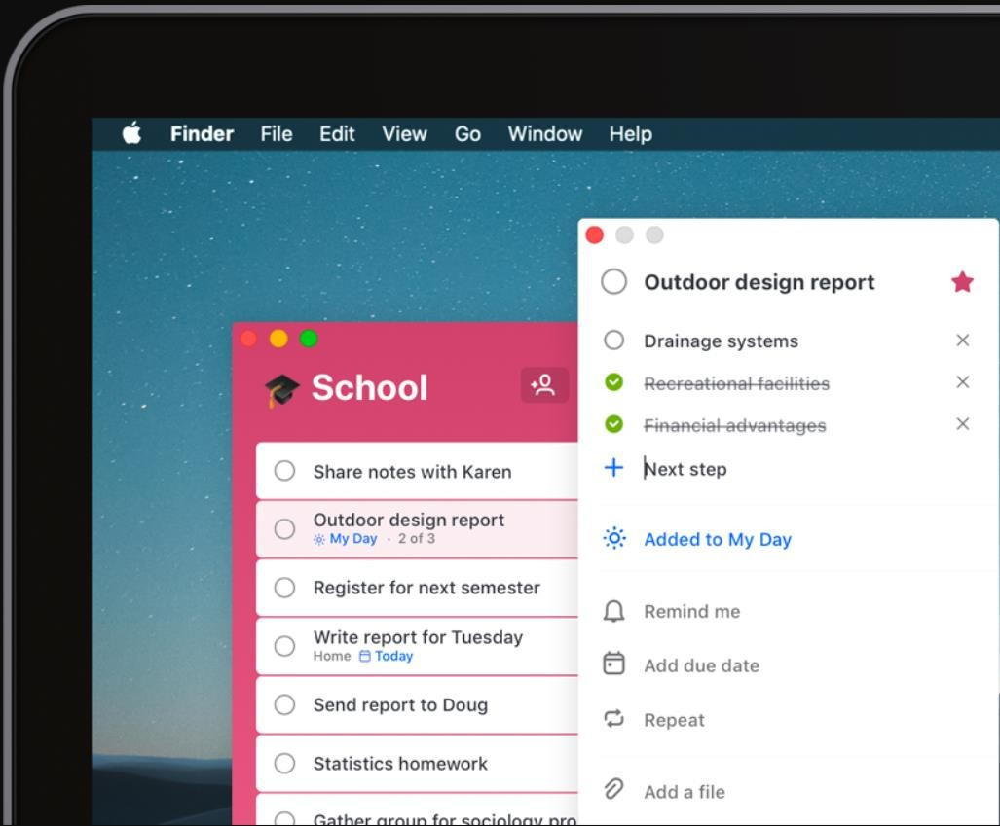 Finder File Edit View Go Window Help
School
Share notes with Karen
Outdoor design report
My Day · 2 of 3
Register for next semester
Write report for Tuesday
Home Today
Send report to Doug
Statistics homework
Gather group for sociology pro
Outdoor design report
Drainage systems
Recreational facilities
Financial advantages
Next step
Added to My Day
Remind me
Add due date
Repeat
Add a file